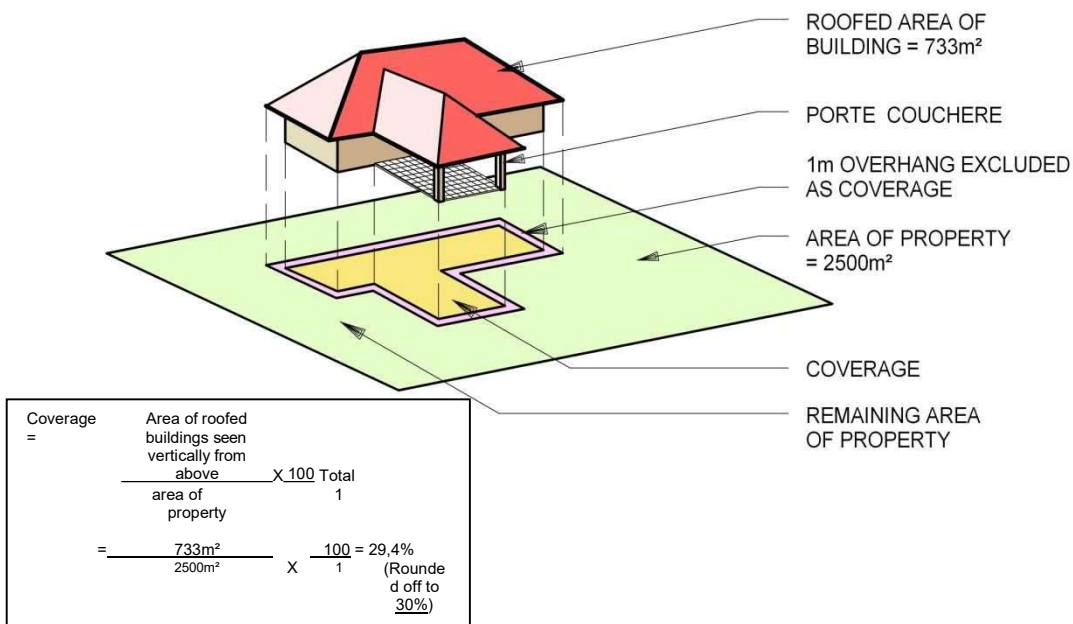 ROOFED AREA OF
BUILDING = 733m²
PORTE COUCHERE
1m OVERHANG EXCLUDED
AS COVERAGE
AREA OF PROPERTY
= 2500m²
COVERAGE
REMAINING AREA
OF PROPERTY
Coverage Area of roofed
= buildings seen
vertically from
above X 100 Total
area of 1
property
= 733m² 100 = 29,4%
2500m² X 1 (Rounde
d off to
30%)